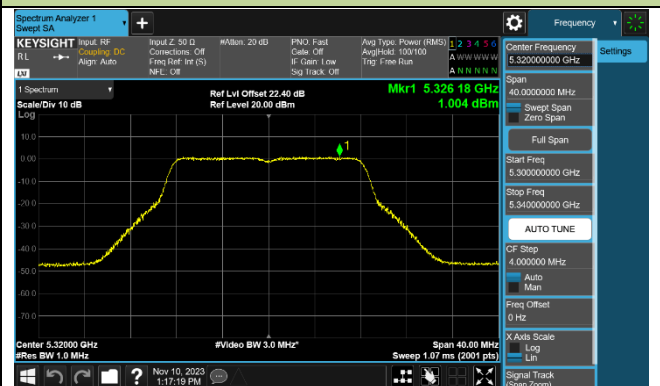 Spectrum Analyzer 1
Swept SA
Frequency
KEYSIGHT
Input: RF
Coupling: DC
Align: Auto
Input Z: 50 Ω
Corrections: Off
Freq Ref: Int (S)
NFE: Off
#Atten: 20 dB
PNO: Fast
Gate: Off
IF Gain: Low
Sig Track: Off
Avg Type: Power (RMS)
Avg|Hold: 100/100
Trig: Free Run
1 2 3 4 5 6
A W W W W W
A N N N N N
RL
LXI
Center Frequency
5.320000000 GHz
Settings
Span
40.0000000 MHz
Swept Span
Zero Span
Full Span
Start Freq
5.300000000 GHz
Stop Freq
5.340000000 GHz
AUTO TUNE
CF Step
4.000000 MHz
Auto
Man
Freq Offset
0 Hz
X Axis Scale
Log
Lin
Signal Track
(Span Zoom)
1 Spectrum
Scale/Div 10 dB
Log
Ref Lvl Offset 22.40 dB
Ref Level 20.00 dBm
Mkr1 5.326 18 GHz
1.004 dBm
1
10.0
0.00
-10.0
-20.0
-30.0
-40.0
-50.0
-60.0
-70.0
Center 5.32000 GHz
#Res BW 1.0 MHz
#Video BW 3.0 MHz*
Span 40.00 MHz
Sweep 1.07 ms (2001 pts)
?
Nov 10, 2023
1:17:19 PM